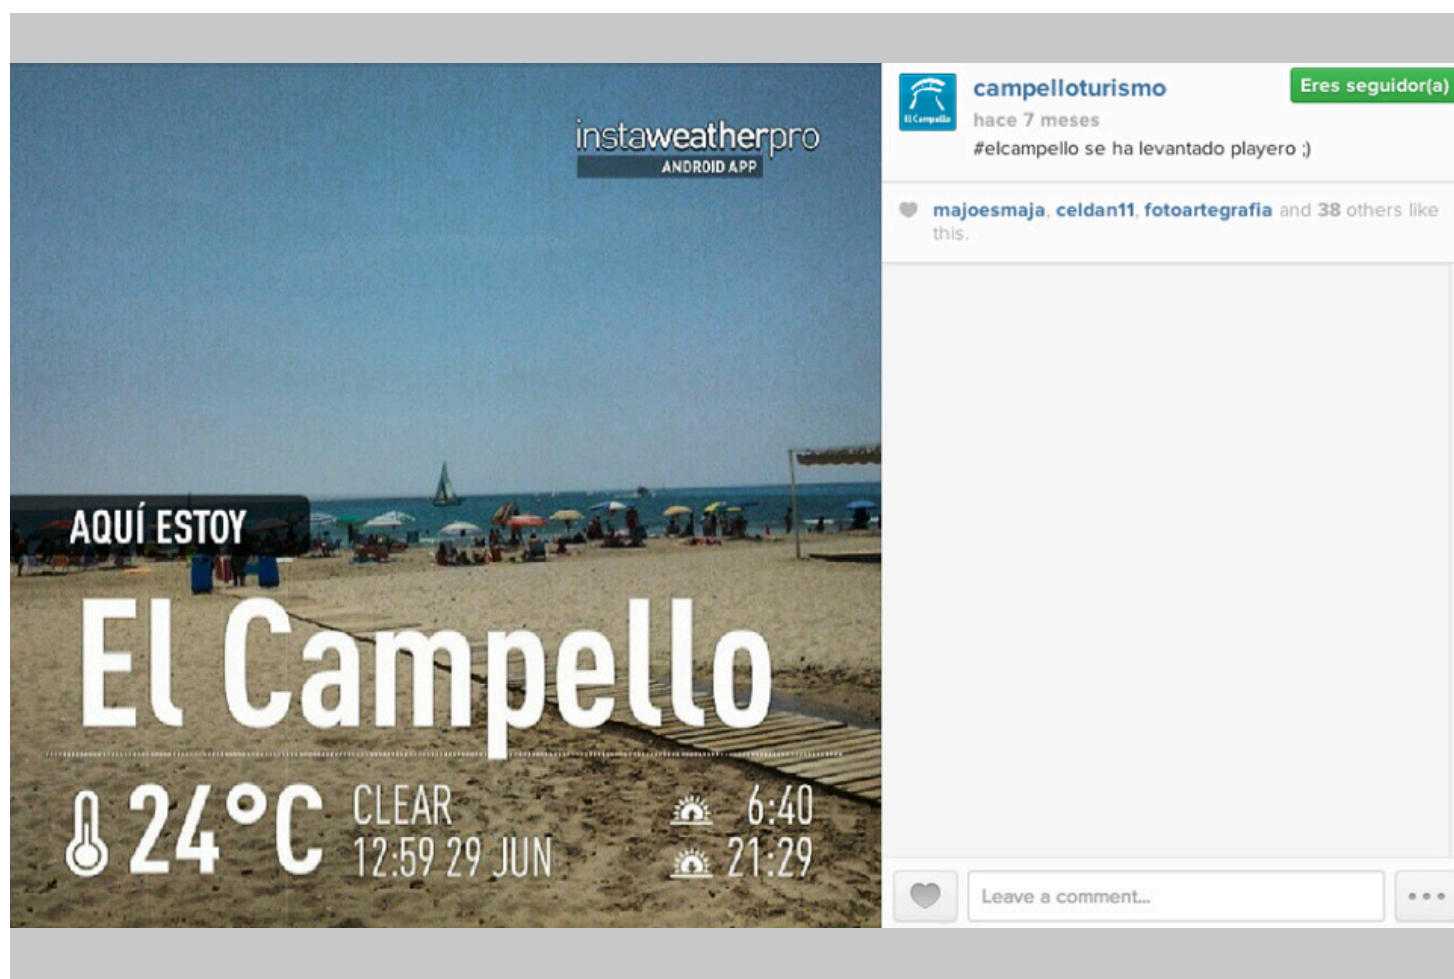 instaweatherpro
ANDROID APP
AQUÍ ESTOY
El Campello
24°C
CLEAR
12:59 29 JUN
6:40
21:29
El Campello
campelloturismo
Eres seguidor(a)
hace 7 meses
#elcampello se ha levantado playero ;)
majoesmaja, celdan11, fotoartegrafia and 38 others like
this.
Leave a comment...